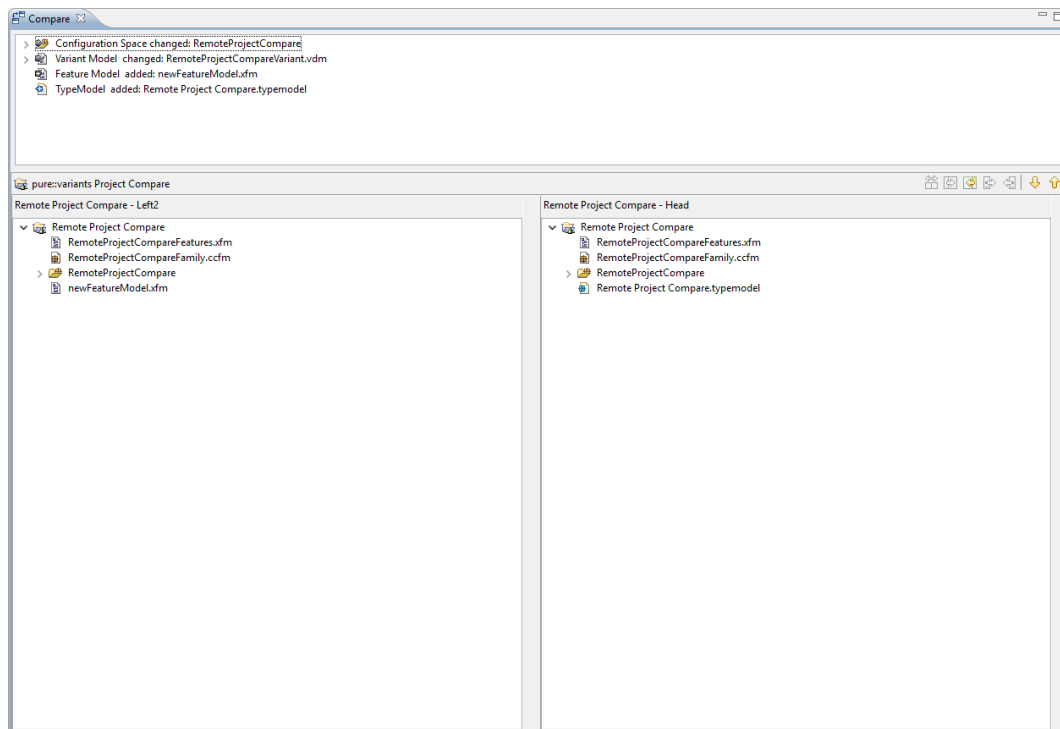 Compare
Configuration Space changed: RemoteProjectCompare
Variant Model changed: RemoteProjectCompareVariant.vdm
Feature Model added: newFeatureModel.xfm
TypeModel added: Remote Project Compare.typemodel
pure::variants Project Compare
Remote Project Compare - Left2
Remote Project Compare
RemoteProjectCompareFeatures.xfm
RemoteProjectCompareFamily.ccfm
RemoteProjectCompare
newFeatureModel.xfm
Remote Project Compare - Head
Remote Project Compare
RemoteProjectCompareFeatures.xfm
RemoteProjectCompareFamily.ccfm
RemoteProjectCompare
Remote Project Compare.typemodel